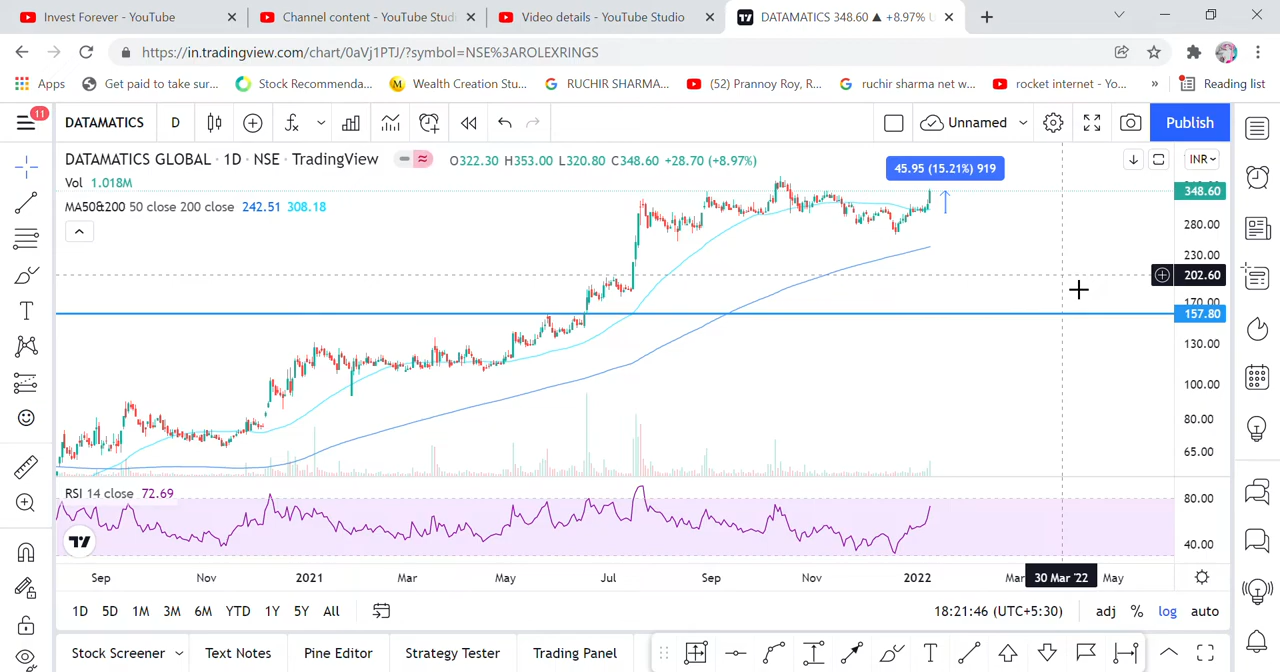 Invest Forever - YouTube
Channel content - YouTube Studi
Video details - YouTube Studio
DATAMATICS 348.60 ▲ +8.97% U
https://in.tradingview.com/chart/0aVj1PTJ/?symbol=NSE%3AROLEXRINGS
Apps
Get paid to take sur...
Stock Recommenda...
Wealth Creation Stu...
RUCHIR SHARMA...
(52) Prannoy Roy, R...
ruchir sharma net w...
rocket internet - Yo...
»
Reading list
11
DATAMATICS
D
Unnamed
Publish
DATAMATICS GLOBAL · 1D · NSE · TradingView
O322.30 H353.00 L320.80 C348.60 +28.70 (+8.97%)
45.95 (15.21%) 919
INR
Vol 1.018M
348.60
MA50&200 50 close 200 close 242.51 308.18
280.00
230.00
202.60
170.00
157.80
130.00
100.00
80.00
65.00
RSI 14 close 72.69
80.00
40.00
Sep
Nov
2021
Mar
May
Jul
Sep
Nov
2022
Mar
30 Mar '22
May
1D
5D
1M
3M
6M
YTD
1Y
5Y
All
18:21:46 (UTC+5:30)
adj
%
log
auto
Stock Screener
Text Notes
Pine Editor
Strategy Tester
Trading Panel